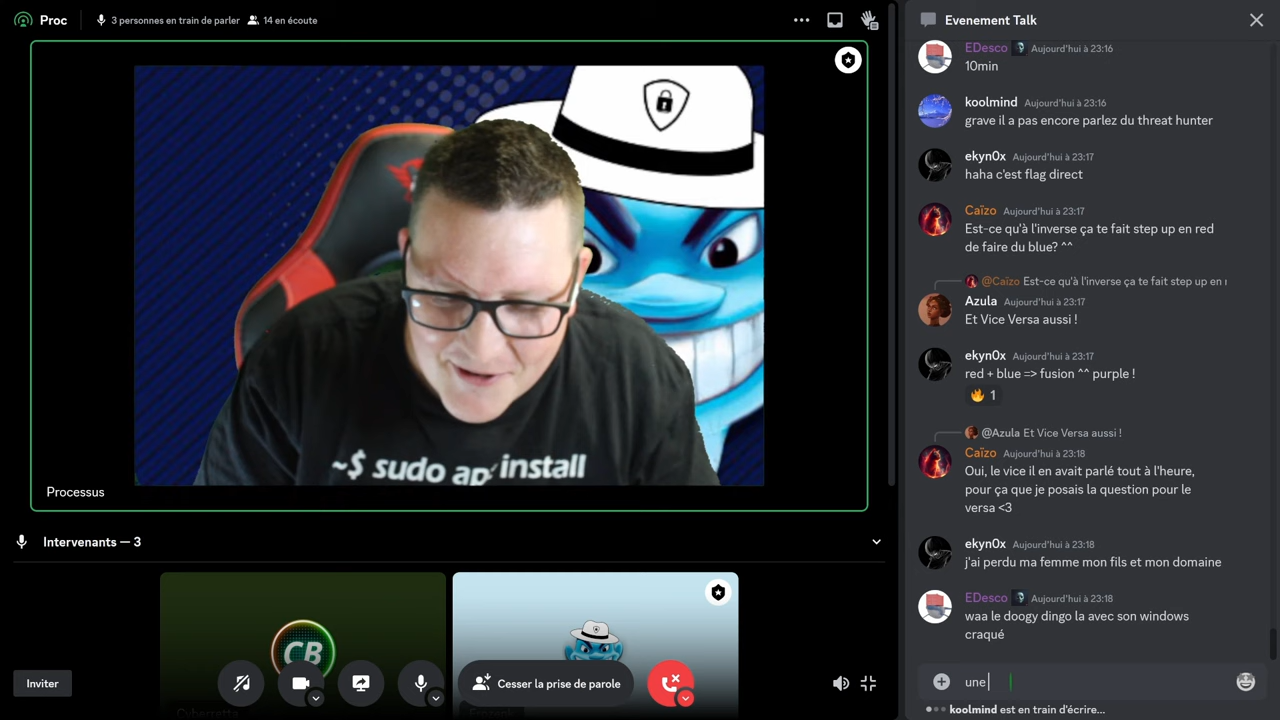 Proc
3 personnes en train de parler
14 en écoute
Processus
~$ sudo apt install
Intervenants — 3
CB
Inviter
Cesser la prise de parole
Evenement Talk
EDesco Aujourd'hui à 23:16
10min
koolmind Aujourd'hui à 23:16
grave il a pas encore parlez du threat hunter
ekyn0x Aujourd'hui à 23:17
haha c'est flag direct
Caïzo Aujourd'hui à 23:17
Est-ce qu'à l'inverse ça te fait step up en red
de faire du blue? ^^
@Caïzo Est-ce qu'à l'inverse ça te fait step up en r
Azula Aujourd'hui à 23:17
Et Vice Versa aussi !
ekyn0x Aujourd'hui à 23:17
red + blue => fusion ^^ purple !
🔥 1
@Azula Et Vice Versa aussi !
Caïzo Aujourd'hui à 23:18
Oui, le vice il en avait parlé tout à l'heure,
pour ça que je posais la question pour le
versa <3
ekyn0x Aujourd'hui à 23:18
j'ai perdu ma femme mon fils et mon domaine
EDesco Aujourd'hui à 23:18
waa le doogy dingo la avec son windows
craqué
une
koolmind est en train d'écrire...